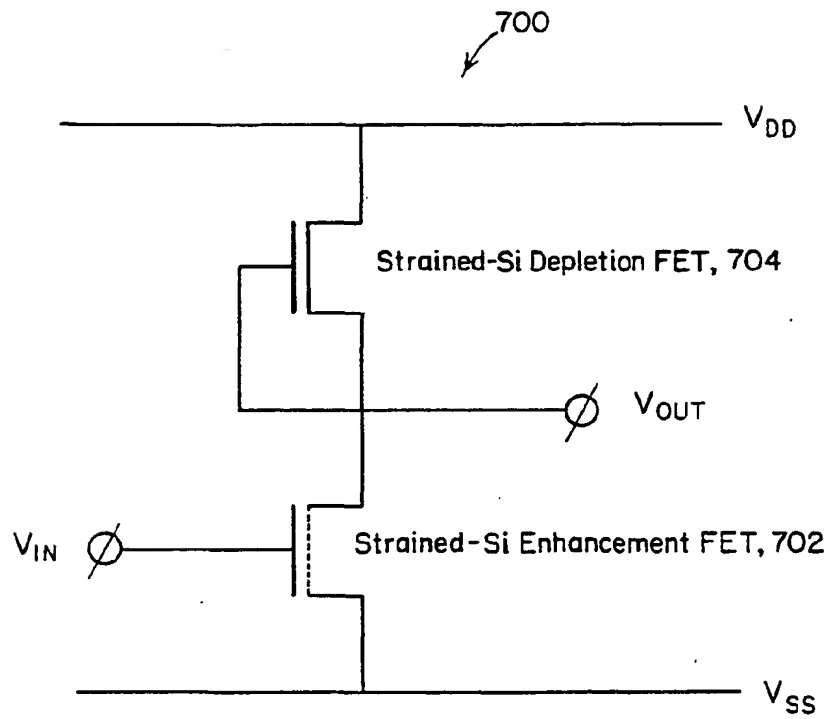 700
VDD
Strained-Si Depletion FET, 704
VOUT
VIN
Strained-Si Enhancement FET, 702
VSS